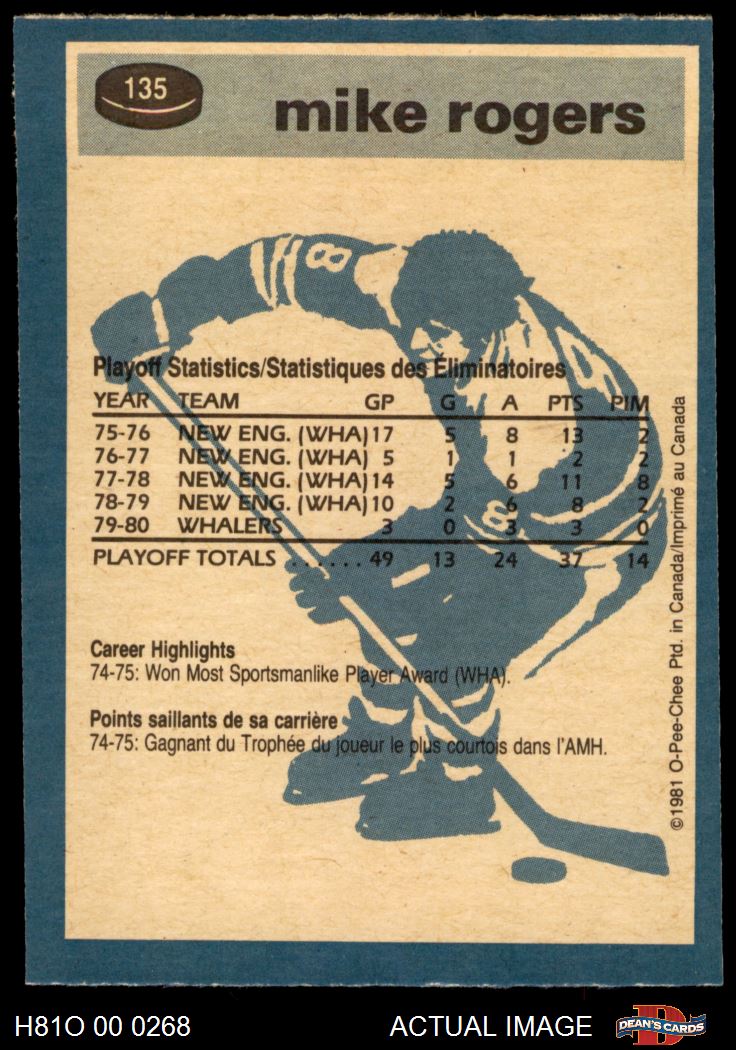 135
mike rogers
8
Playoff Statistics/Statistiques des Eliminatoires
YEAR TEAM GP G A PTS PIM
75-76 NEW ENG. (WHA) 17 5 8 13 2
76-77 NEW ENG. (WHA) 5 1 1 2 2
77-78 NEW ENG. (WHA) 14 5 6 11 8
78-79 NEW ENG. (WHA) 10 2 6 8 2
79-80 WHALERS 3 0 3 3 0
PLAYOFF TOTALS ...... 49 13 24 37 14
8
Career Highlights
74-75: Won Most Sportsmanlike Player Award (WHA).
Points saillants de sa carrière
74-75: Gagnant du Trophée du joueur le plus courtois dans l'AMH.
©1981 O-Pee-Chee Ptd. in Canada/Imprimé au Canada
H81O 00 0268
ACTUAL IMAGE
D
DEAN'S CARDS